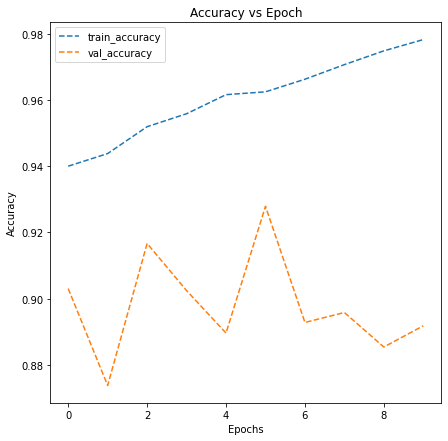 Accuracy vs Epoch
train_accuracy
val_accuracy
0.98
0.96
0.94
0.92
0.90
0.88
Accuracy
0 2 4 6 8
Epochs